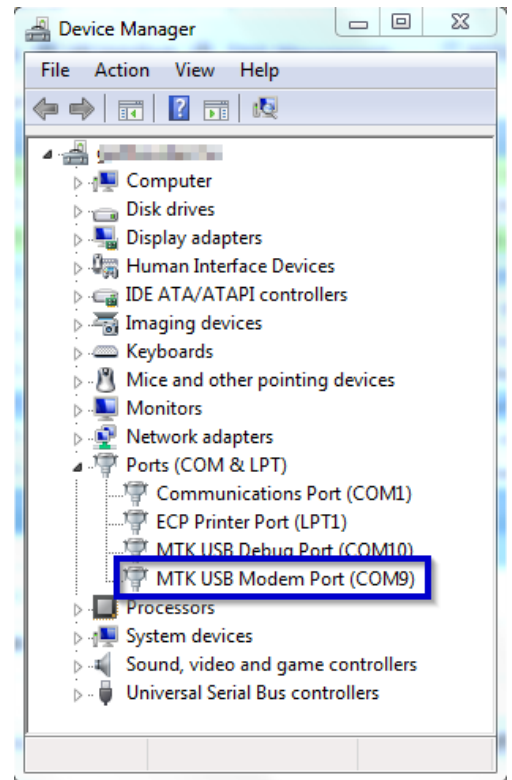 Device Manager
File Action View Help
Computer
Disk drives
Display adapters
Human Interface Devices
IDE ATA/ATAPI controllers
Imaging devices
Keyboards
Mice and other pointing devices
Monitors
Network adapters
Ports (COM & LPT)
Communications Port (COM1)
ECP Printer Port (LPT1)
MTK USB Debug Port (COM10)
MTK USB Modem Port (COM9)
Processors
System devices
Sound, video and game controllers
Universal Serial Bus controllers